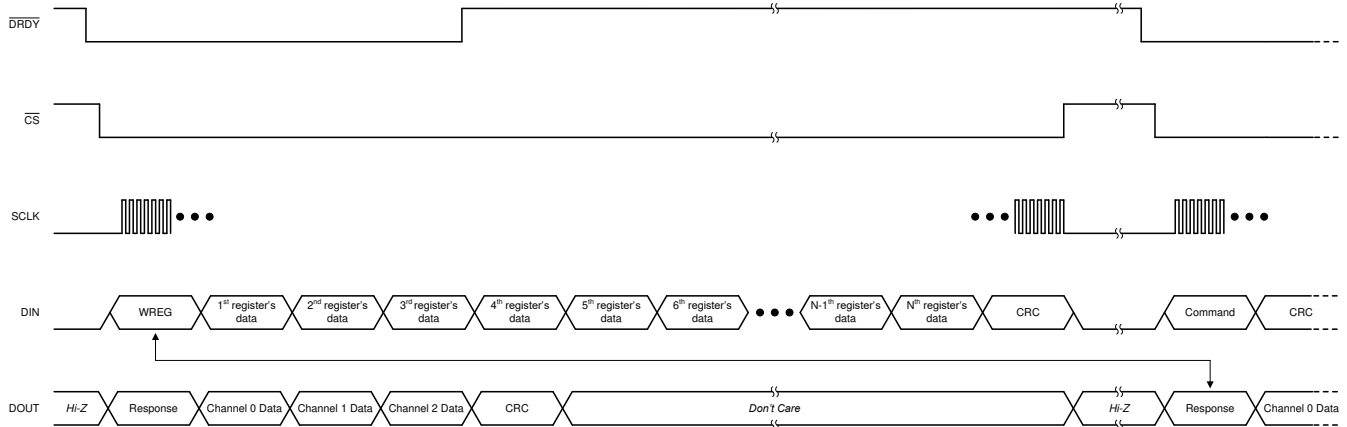 DRDY
CS
SCLK
DIN
WREG
1st register's
data
2nd register's
data
3rd register's
data
4th register's
data
5th register's
data
6th register's
data
N-1th register's
data
Nth register's
data
CRC
Command
CRC
DOUT
Hi-Z
Response
Channel 0 Data
Channel 1 Data
Channel 2 Data
CRC
Don't Care
Hi-Z
Response
Channel 0 Data